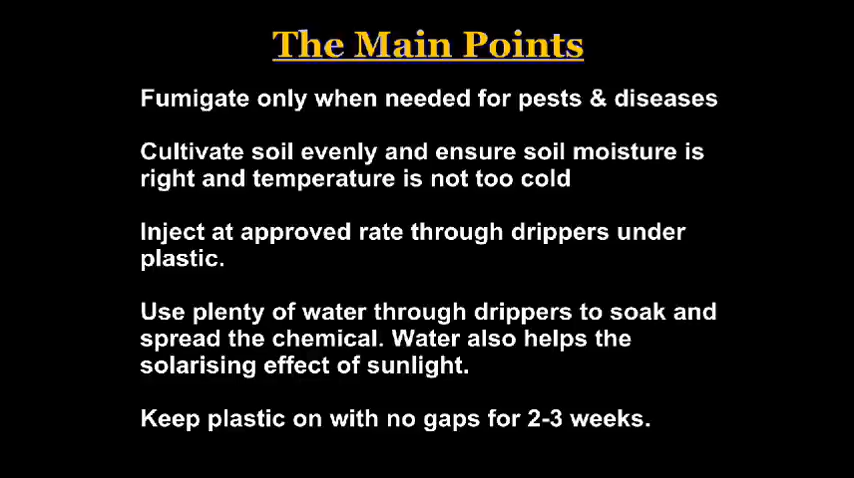 The Main Points
Fumigate only when needed for pests & diseases
Cultivate soil evenly and ensure soil moisture is
right and temperature is not too cold
Inject at approved rate through drippers under
plastic.
Use plenty of water through drippers to soak and
spread the chemical. Water also helps the
solarising effect of sunlight.
Keep plastic on with no gaps for 2-3 weeks.